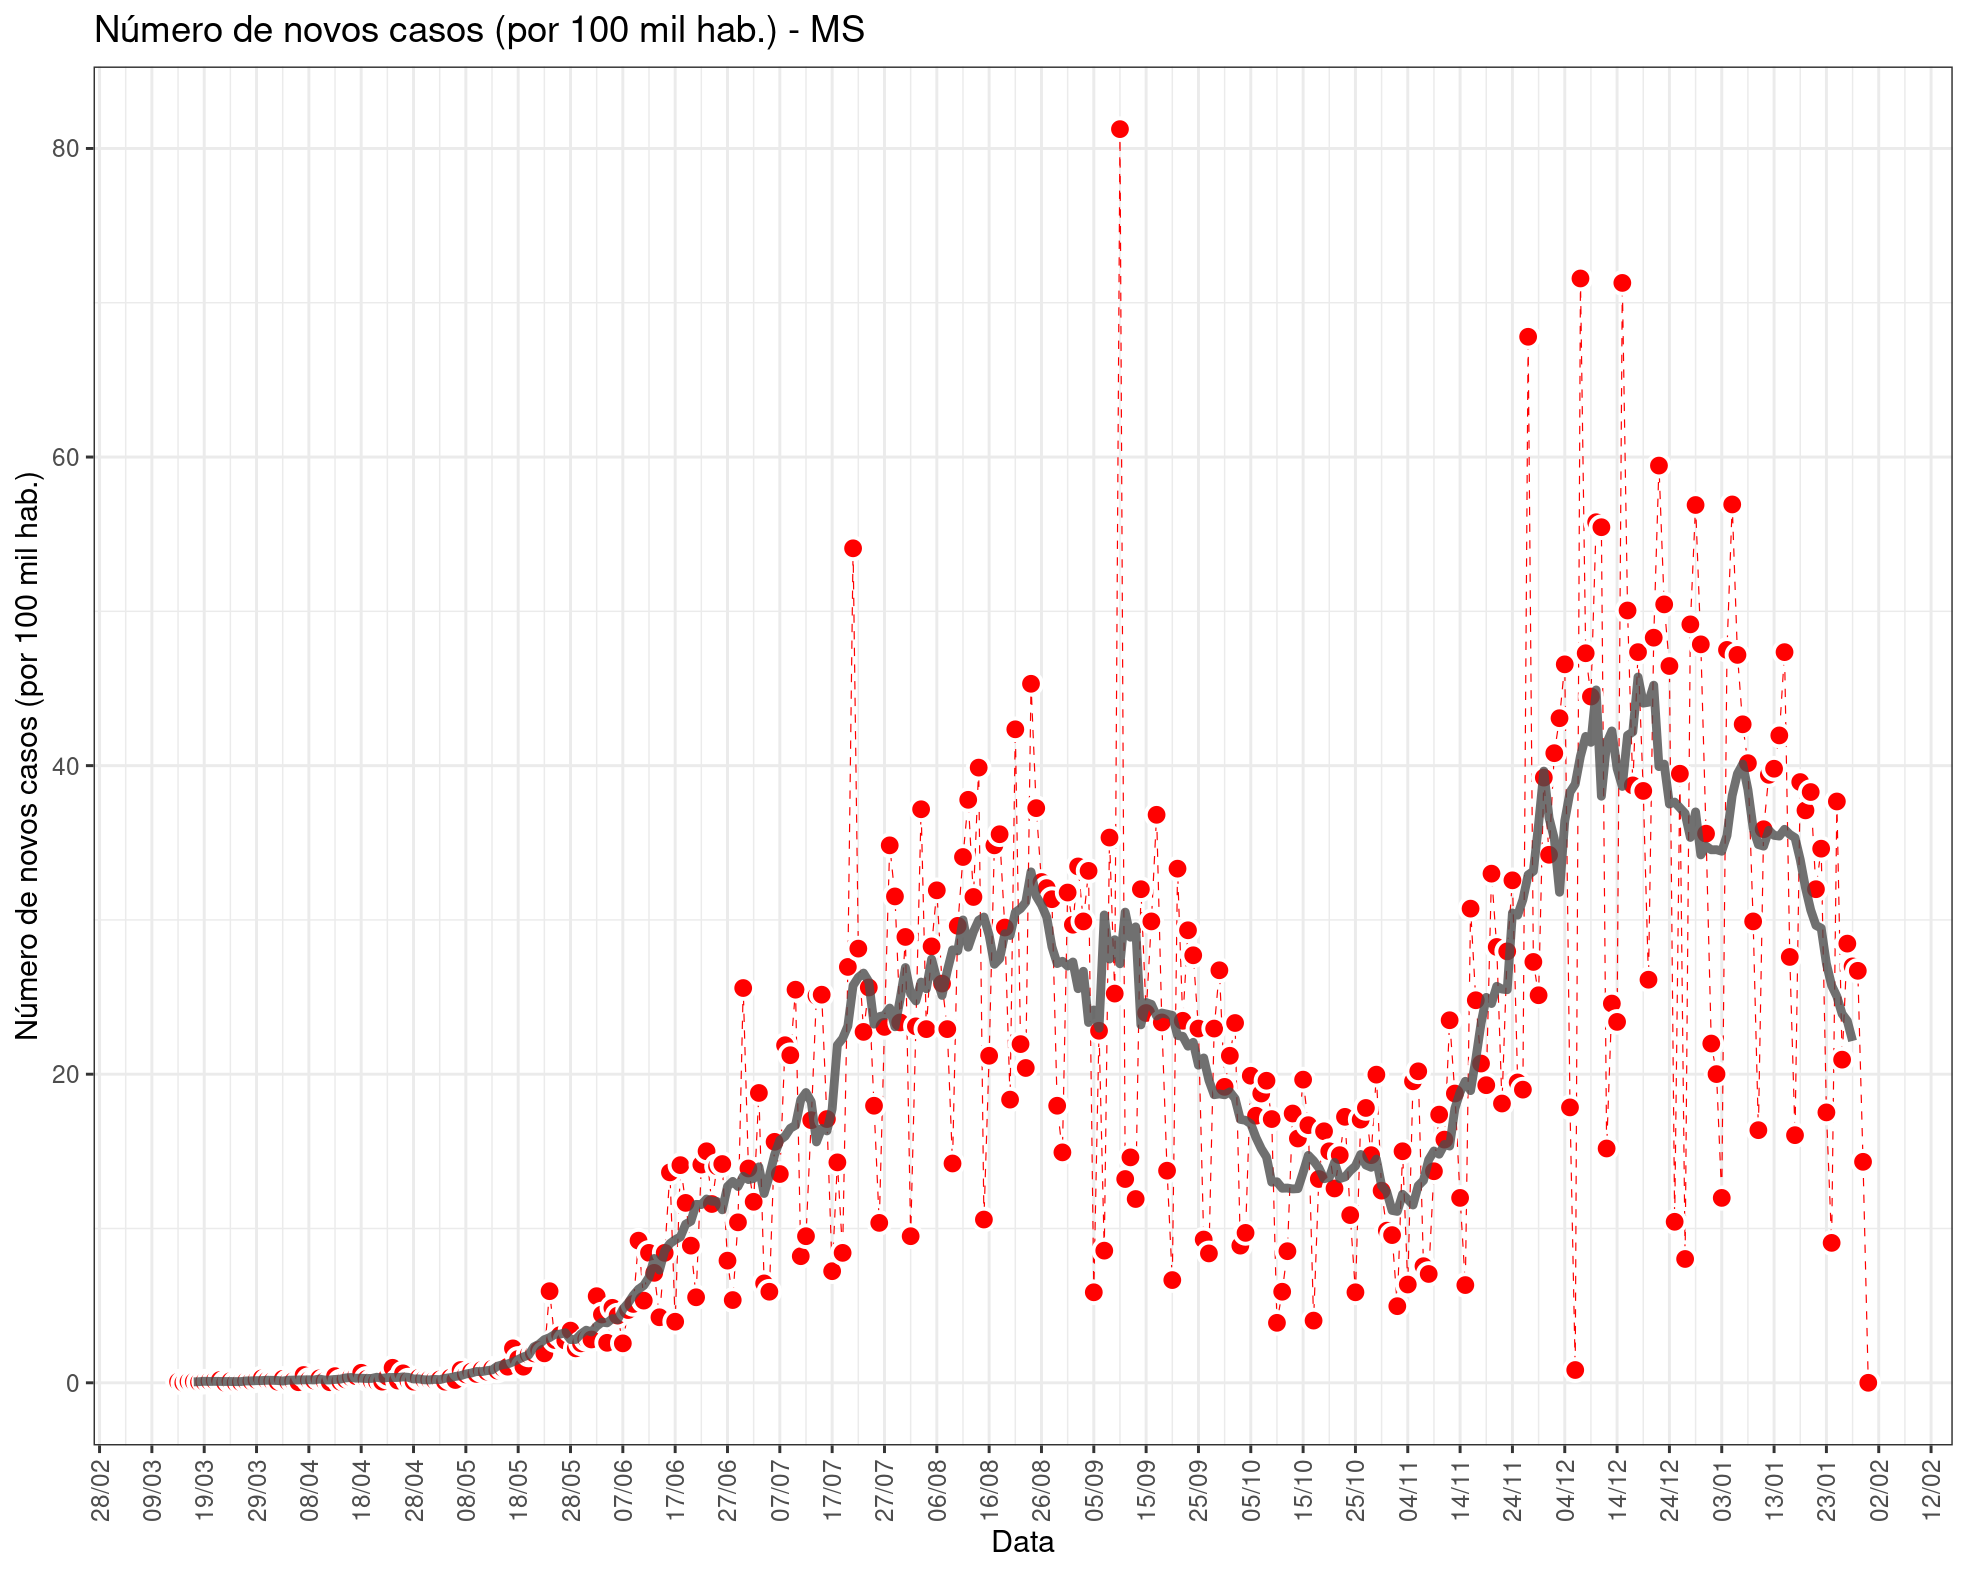 Número de novos casos (por 100 mil hab.) - MS
Número de novos casos (por 100 mil hab.)
80
60
40
20
0
28/02 09/03 19/03 29/03 08/04 18/04 28/04 08/05 18/05 28/05 07/06 17/06 27/06 07/07 17/07 27/07 06/08 16/08 26/08 05/09 15/09 25/09 05/10 15/10 25/10 04/11 14/11 24/11 04/12 14/12 24/12 03/01 13/01 23/01 02/02 12/02
Data